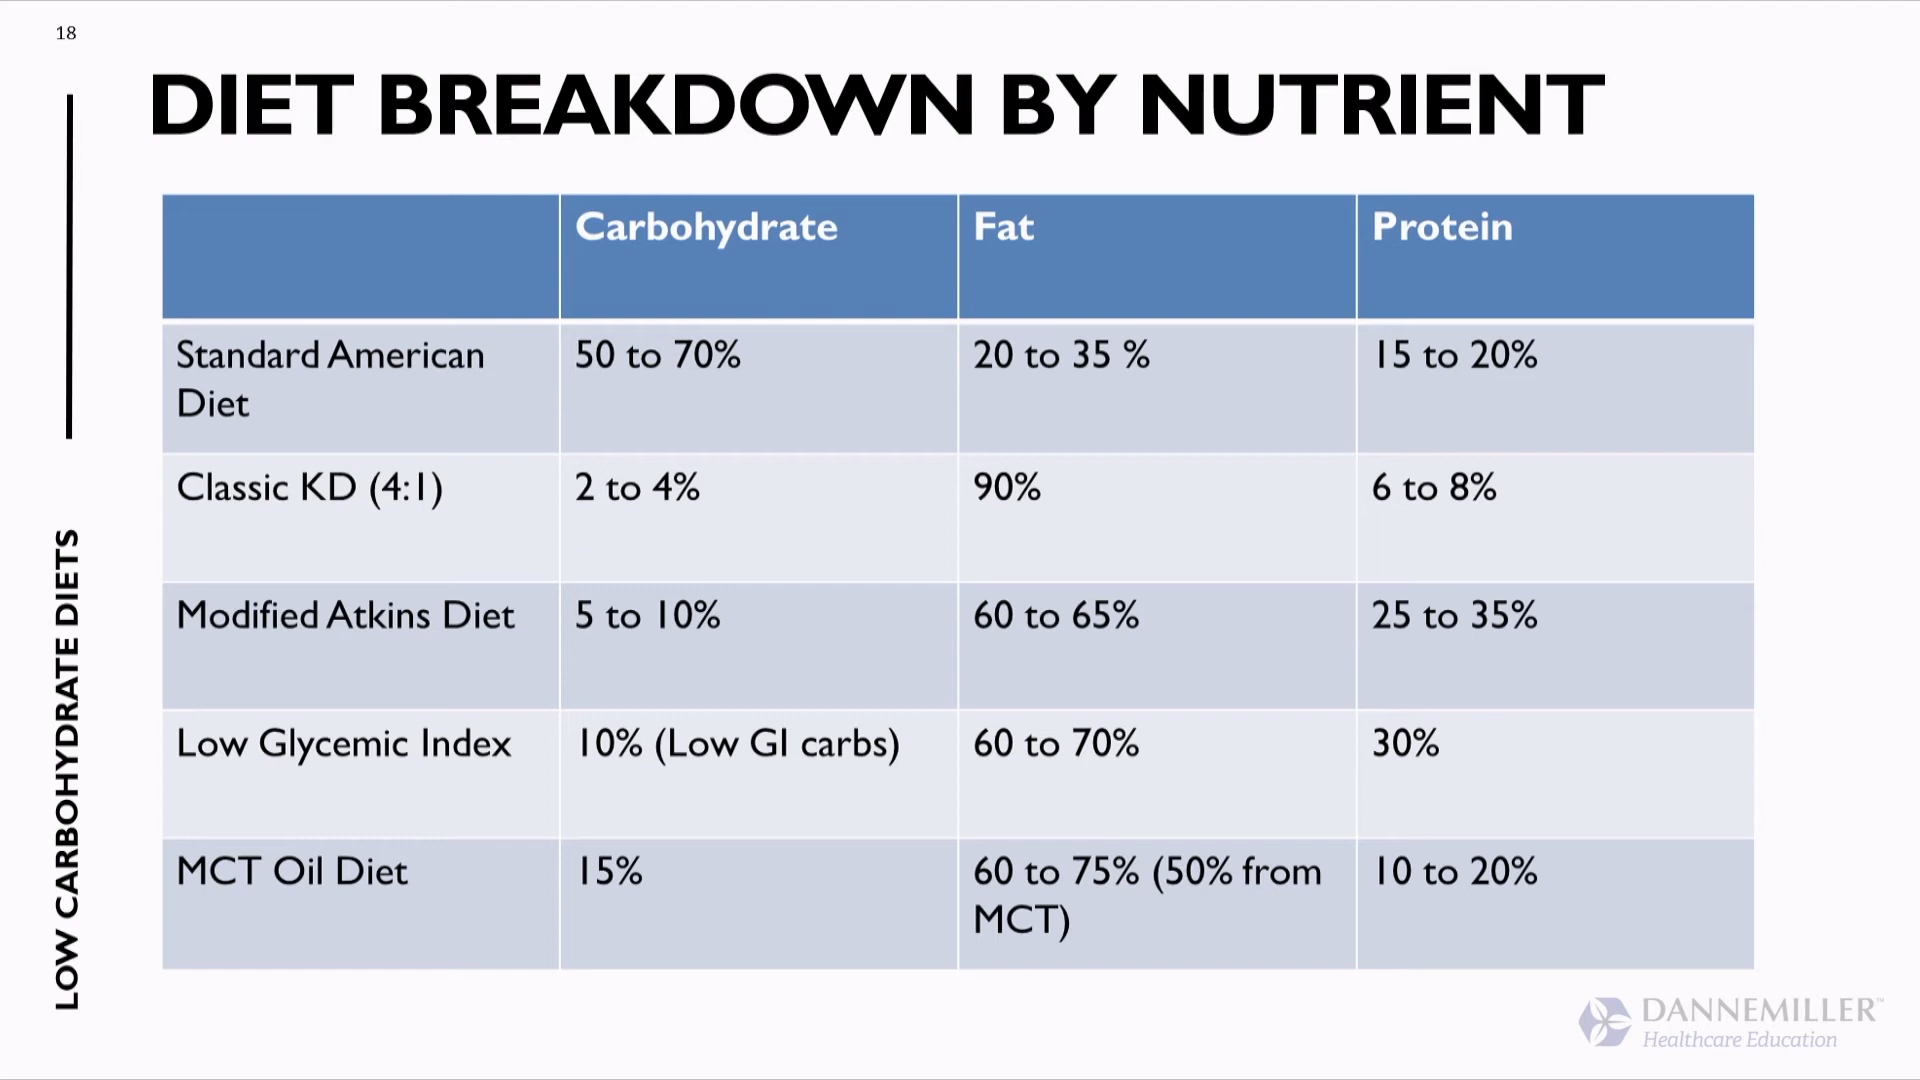 18
DIET BREAKDOWN BY NUTRIENT
LOW CARBOHYDRATE DIETS
Carbohydrate
Fat
Protein
Standard American
Diet
50 to 70%
20 to 35 %
15 to 20%
Classic KD (4:1)
2 to 4%
90%
6 to 8%
Modified Atkins Diet
5 to 10%
60 to 65%
25 to 35%
Low Glycemic Index
10% (Low GI carbs)
60 to 70%
30%
MCT Oil Diet
15%
60 to 75% (50% from
MCT)
10 to 20%
DANNEMILLER™
Healthcare Education